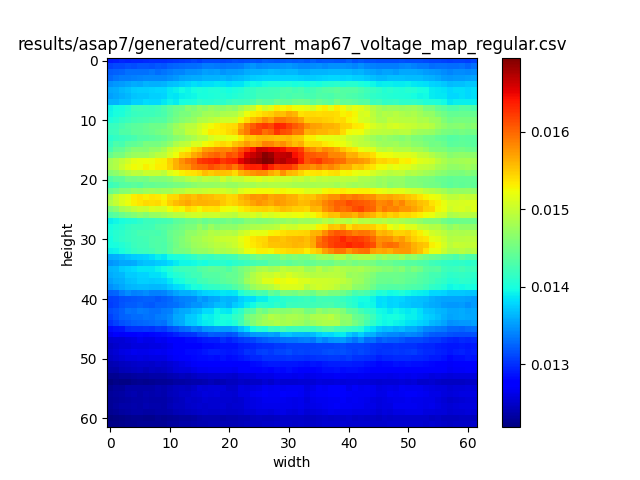 results/asap7/generated/current_map67_voltage_map_regular.csv
0
10
20
30
40
50
60
height
0 10 20 30 40 50 60
width
0.016
0.015
0.014
0.013